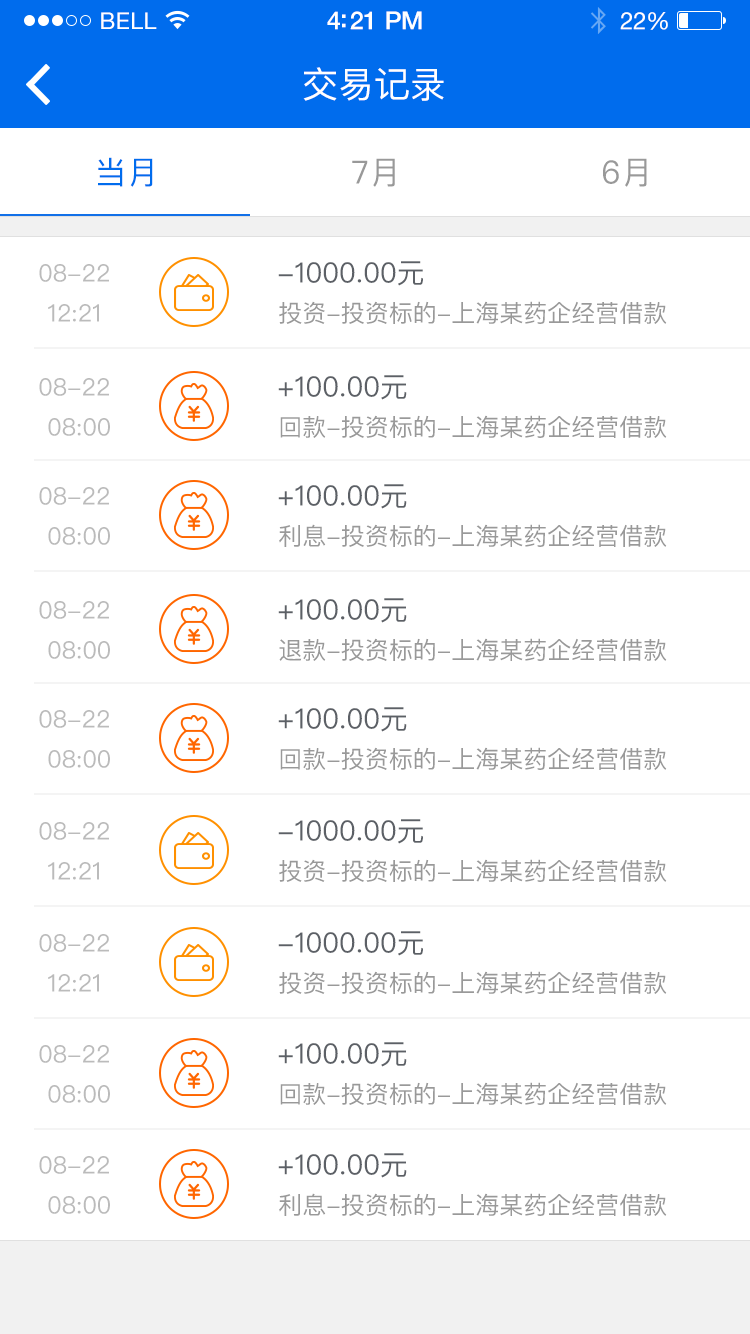 BELL 4:21 PM 22%
交易记录
当月 7月 6月
08–22 –1000.00元
12:21 投资–投资标的–上海某药企经营借款
08–22 +100.00元
08:00 回款–投资标的–上海某药企经营借款
08–22 +100.00元
08:00 利息–投资标的–上海某药企经营借款
08–22 +100.00元
08:00 退款–投资标的–上海某药企经营借款
08–22 +100.00元
08:00 回款–投资标的–上海某药企经营借款
08–22 –1000.00元
12:21 投资–投资标的–上海某药企经营借款
08–22 –1000.00元
12:21 投资–投资标的–上海某药企经营借款
08–22 +100.00元
08:00 回款–投资标的–上海某药企经营借款
08–22 +100.00元
08:00 利息–投资标的–上海某药企经营借款